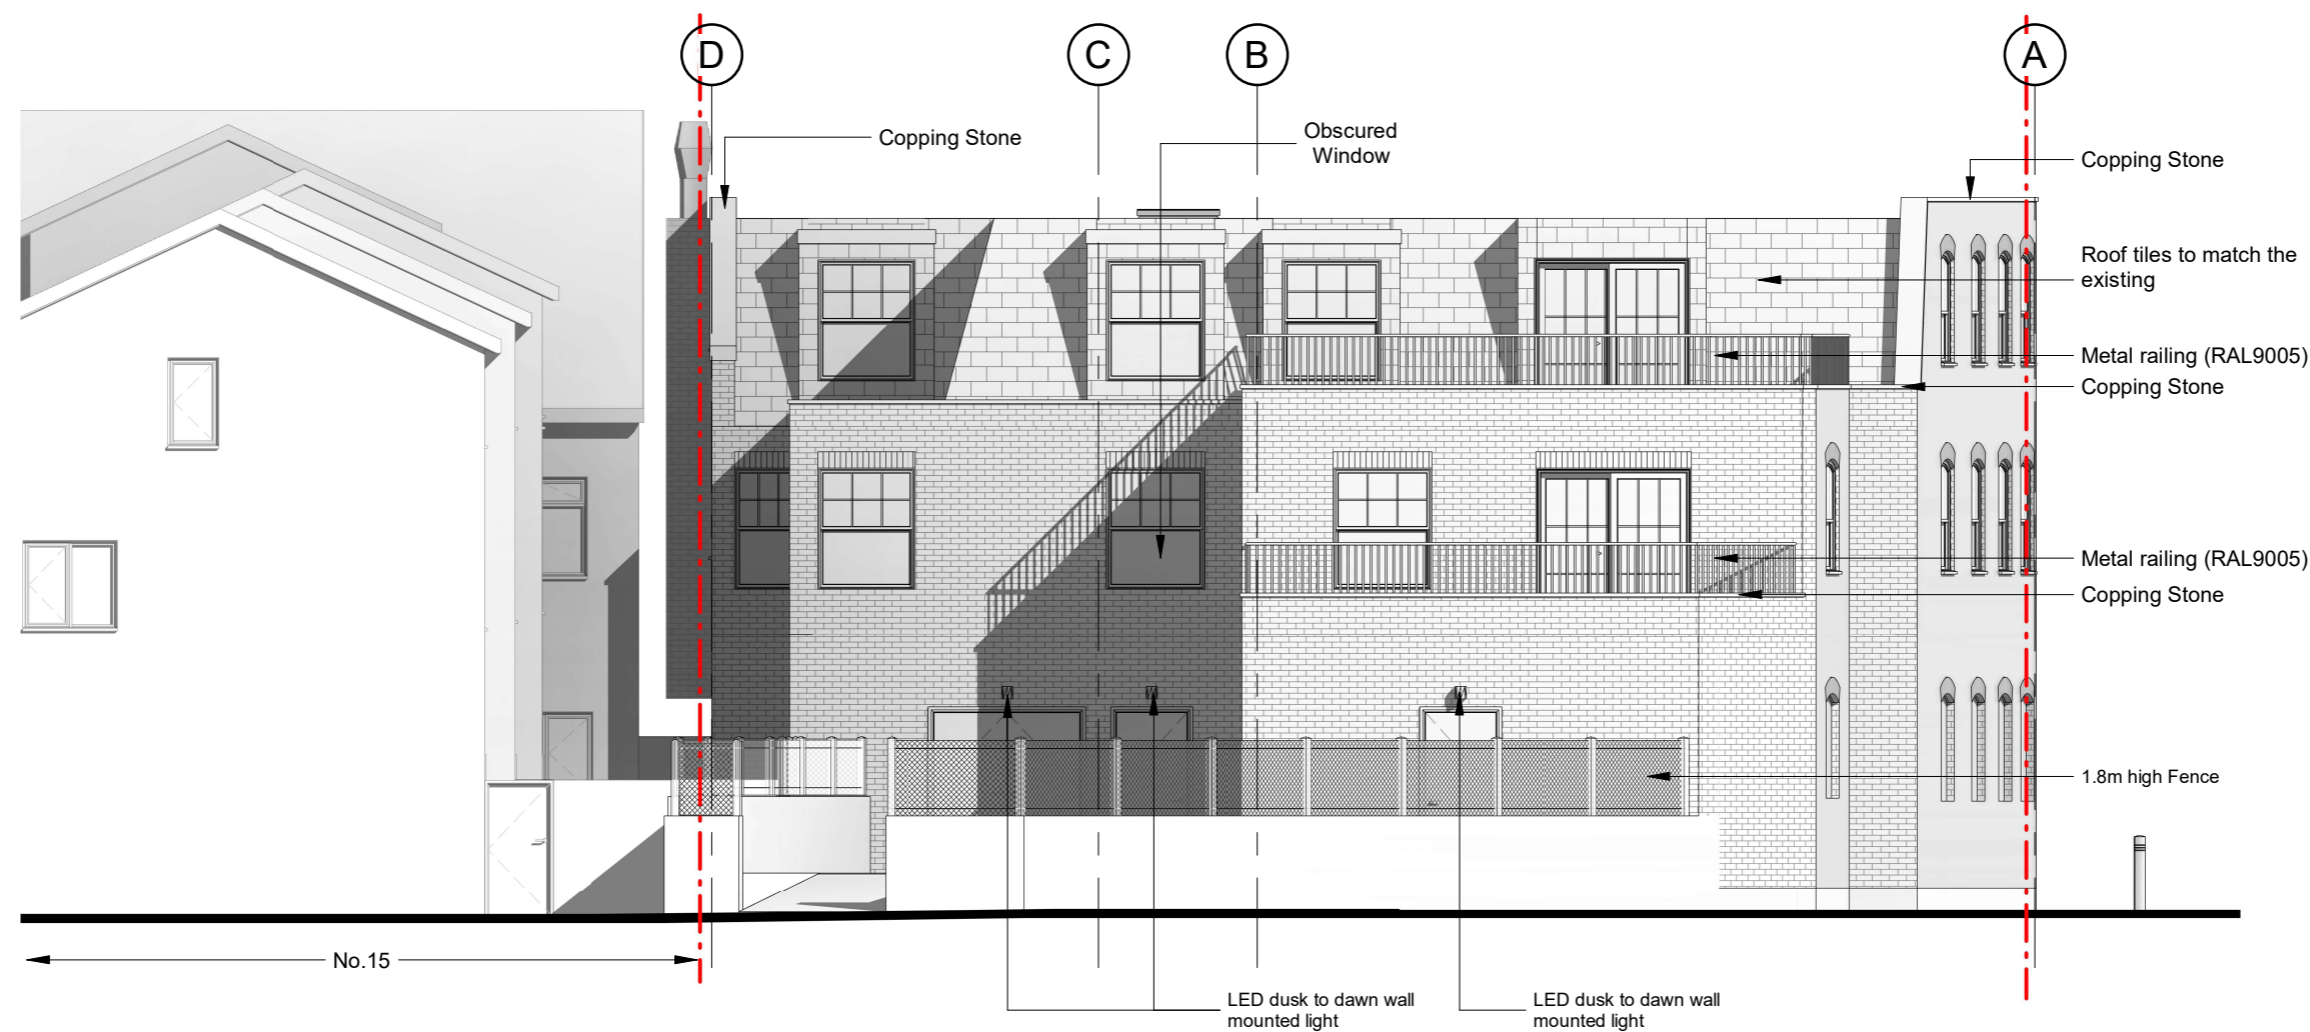 D
C
B
A
Copping Stone
Obscured
Window
Copping Stone
Roof tiles to match the
existing
Metal railing (RAL9005)
Copping Stone
Metal railing (RAL9005)
Copping Stone
1.8m high Fence
No.15
LED dusk to dawn wall
mounted light
LED dusk to dawn wall
mounted light